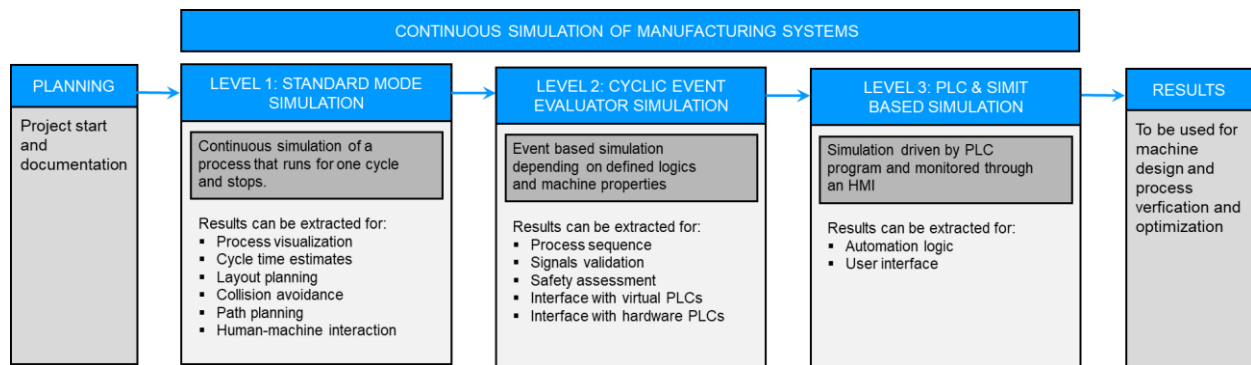 CONTINUOUS SIMULATION OF MANUFACTURING SYSTEMS
PLANNING
Project start
and
documentation
LEVEL 1: STANDARD MODE
SIMULATION
Continuous simulation of a
process that runs for one cycle
and stops.
Results can be extracted for:
▪ Process visualization
▪ Cycle time estimates
▪ Layout planning
▪ Collision avoidance
▪ Path planning
▪ Human-machine interaction
LEVEL 2: CYCLIC EVENT
EVALUATOR SIMULATION
Event based simulation
depending on defined logics
and machine properties
Results can be extracted for:
▪ Process sequence
▪ Signals validation
▪ Safety assessment
▪ Interface with virtual PLCs
▪ Interface with hardware PLCs
LEVEL 3: PLC & SIMIT
BASED SIMULATION
Simulation driven by PLC
program and monitored through
an HMI
Results can be extracted for:
▪ Automation logic
▪ User interface
RESULTS
To be used for
machine
design and
process
verfication and
optimization